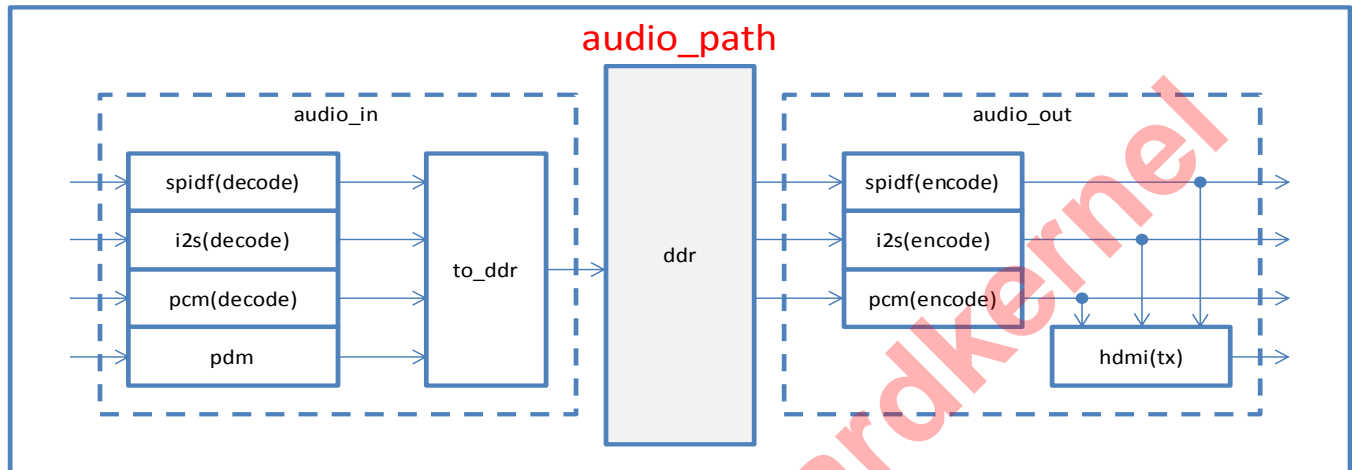 audio_path
audio_in
spidf(decode)
i2s(decode)
pcm(decode)
pdm
to_ddr
ddr
audio_out
spidf(encode)
i2s(encode)
pcm(encode)
hdmi(tx)
ardkernel